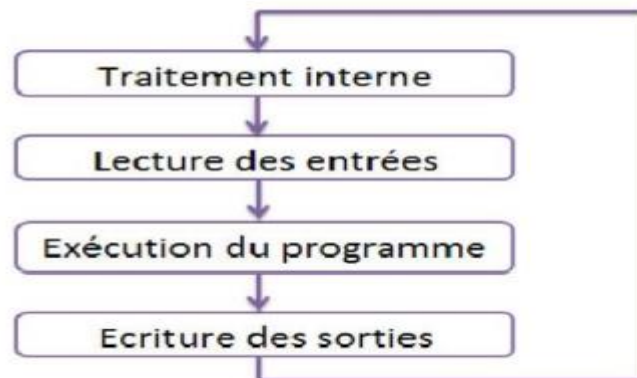 Traitement interne
Lecture des entrées
Exécution du programme
Ecriture des sorties